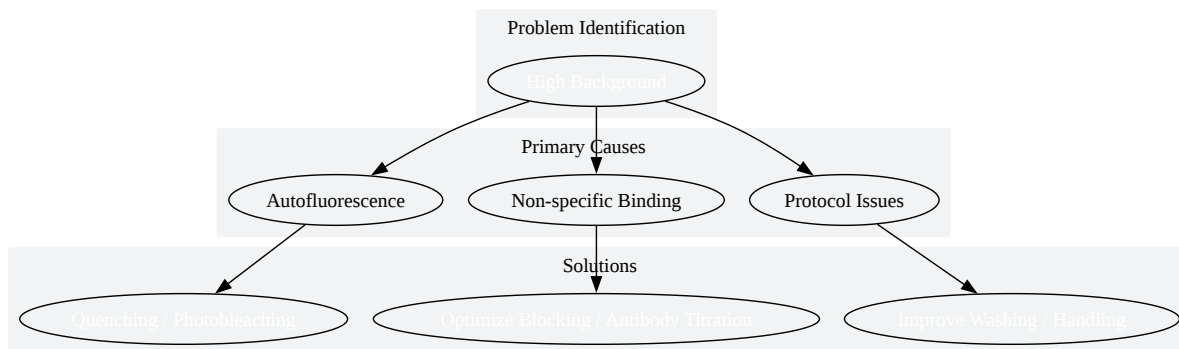 Problem Identification
High Background
Primary Causes
Autofluorescence
Non-specific Binding
Protocol Issues
Solutions
Quenching / Photobleaching
Optimize Blocking / Antibody Titration
Improve Washing / Handling